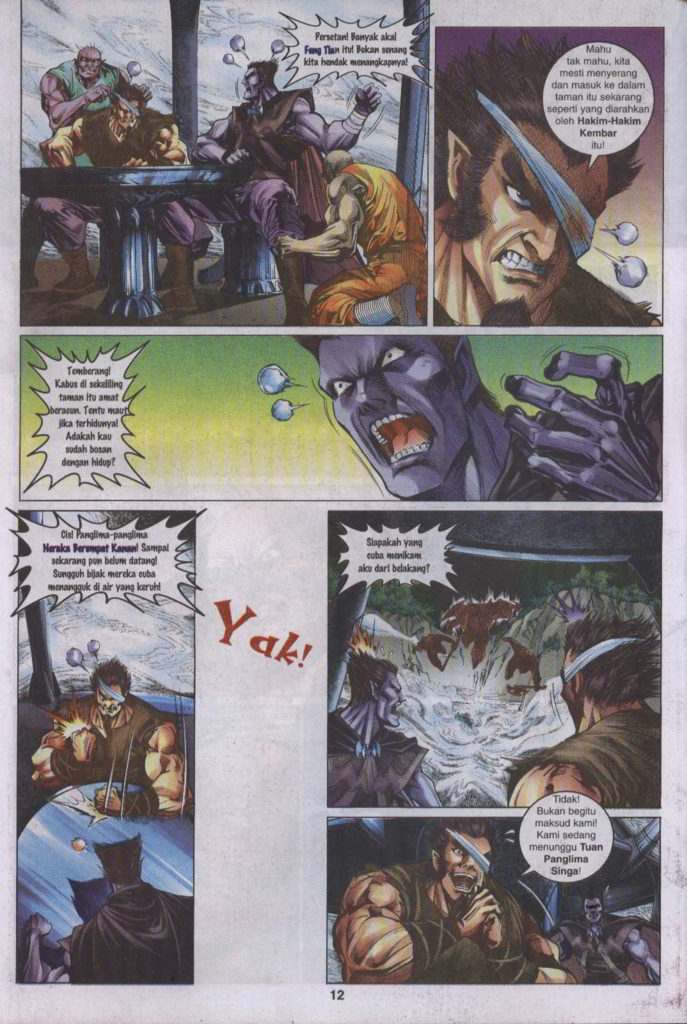 Persetan! Banyak akal
Feng Tian itu! Bukan senang
kita hendak menangkapnya!
Mahu
tak mahu, kita
mesti menyerang
dan masuk ke dalam
taman itu sekarang
seperti yang diarahkan
oleh Hakim-Hakim
Kembar
itu!
Temberang!
Kabus di sekeliling
taman itu amat
beracun. Tentu maut
jika terhidunya!
Adakah kau
sudah bosan
dengan hidup?
Cis! Panglima-panglima
Neraka Berempat Kanan! Sampai
sekarang pun belum datang!
Sungguh bijak mereka cuba
menangguk di air yang keruh!
Yak!
Siapakah yang
cuba menikam
aku dari belakang?
Tidak!
Bukan begitu
maksud kami!
Kami sedang
menunggu Tuan
Panglima
Singa!
12